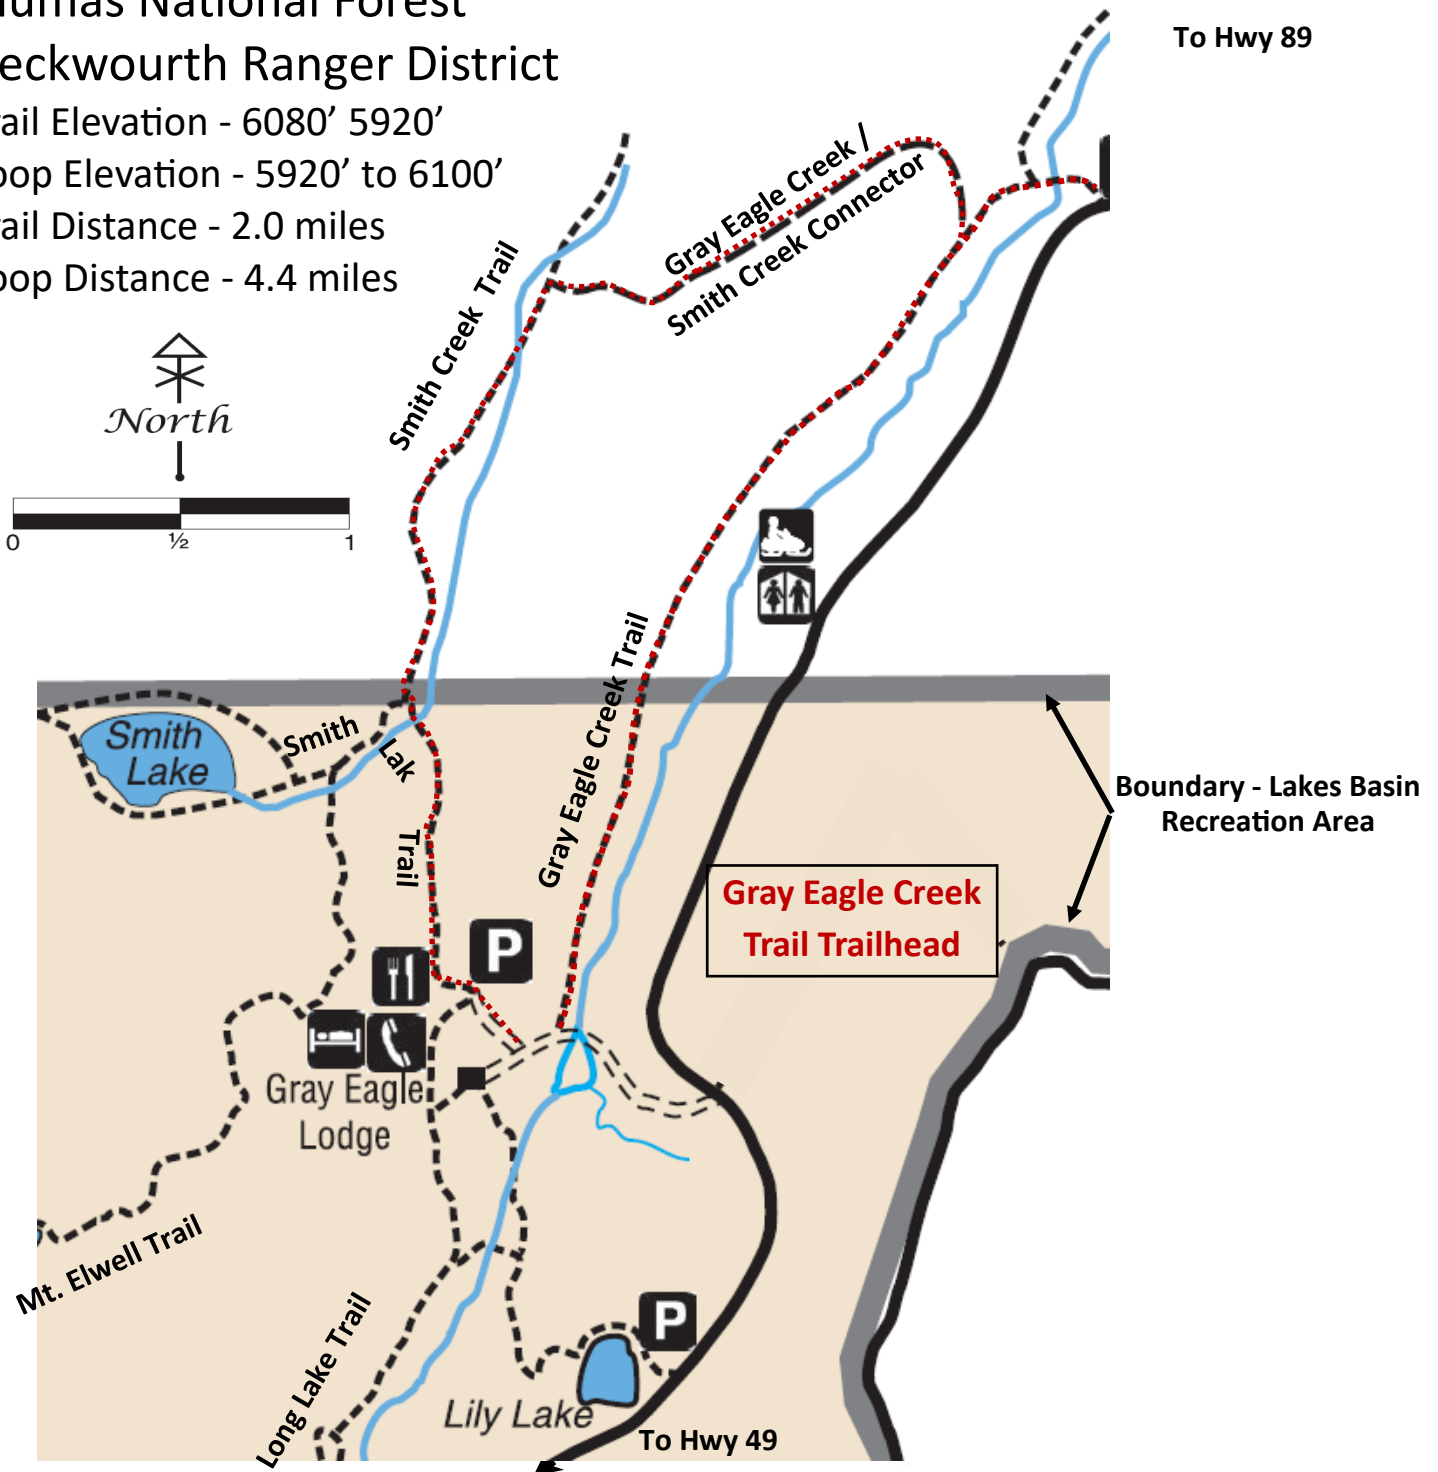 umas National Forest
eckwourth Ranger District
ail Elevation - 6080’ 5920’
oop Elevation - 5920’ to 6100’
ail Distance - 2.0 miles
oop Distance - 4.4 miles
To Hwy 89
North
0 ½ 1
Gray Eagle Creek /
Smith Creek Connector
Smith Creek Trail
Gray Eagle Creek Trail
Smith
Lak
Trail
Smith
Lake
Boundary - Lakes Basin
Recreation Area
Gray Eagle Creek
Trail Trailhead
P
Gray Eagle
Lodge
Mt. Elwell Trail
Long Lake Trail
P
Lily Lake
To Hwy 49